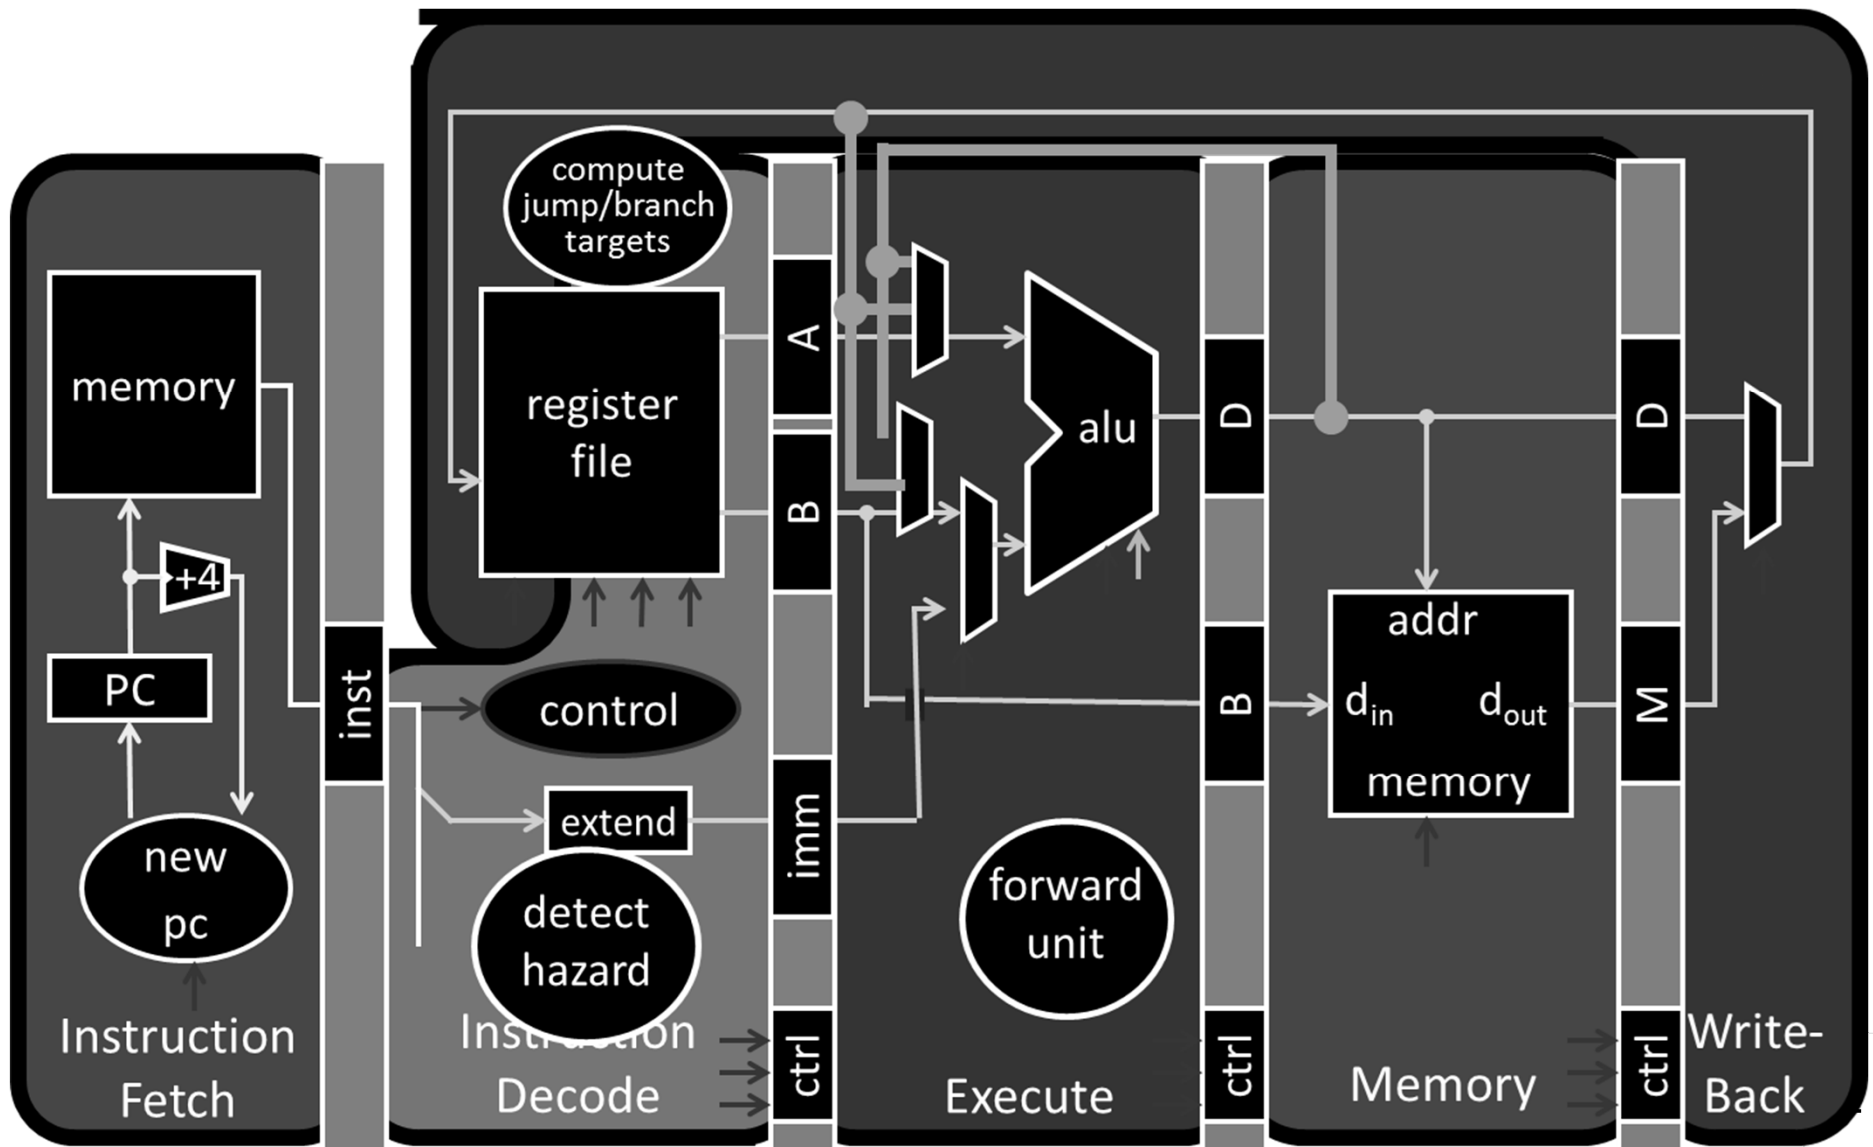 compute
jump/branch
targets
memory
+4
PC
new
pc
Instruction
Fetch
inst
register
file
control
extend
detect
hazard
Instruction
Decode
A
B
imm
ctrl
alu
forward
unit
Execute
D
B
ctrl
addr
din
dout
memory
Memory
D
M
ctrl
Write-
Back